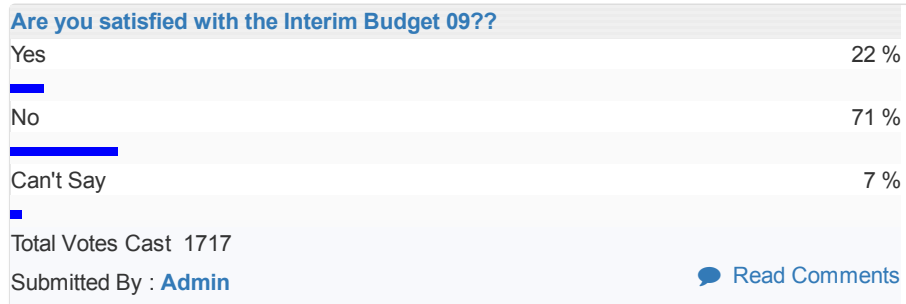 Are you satisfied with the Interim Budget 09??
Yes 22 %
No 71 %
Can't Say 7 %
Total Votes Cast 1717
Submitted By : Admin Read Comments